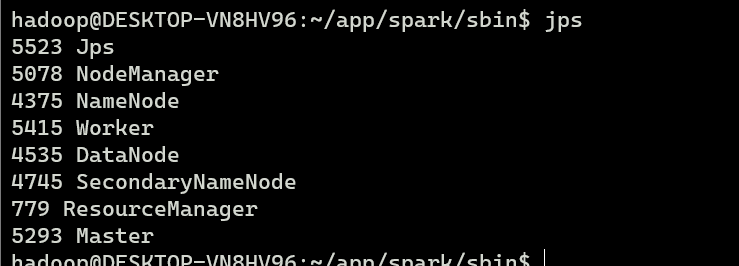 hadoop@DESKTOP-VN8HV96:~/app/spark/sbin$ jps
5523 Jps
5078 NodeManager
4375 NameNode
5415 Worker
4535 DataNode
4745 SecondaryNameNode
779 ResourceManager
5293 Master
hadoop@DESKTOP-VN8HV96:~/app/spark/sbin$